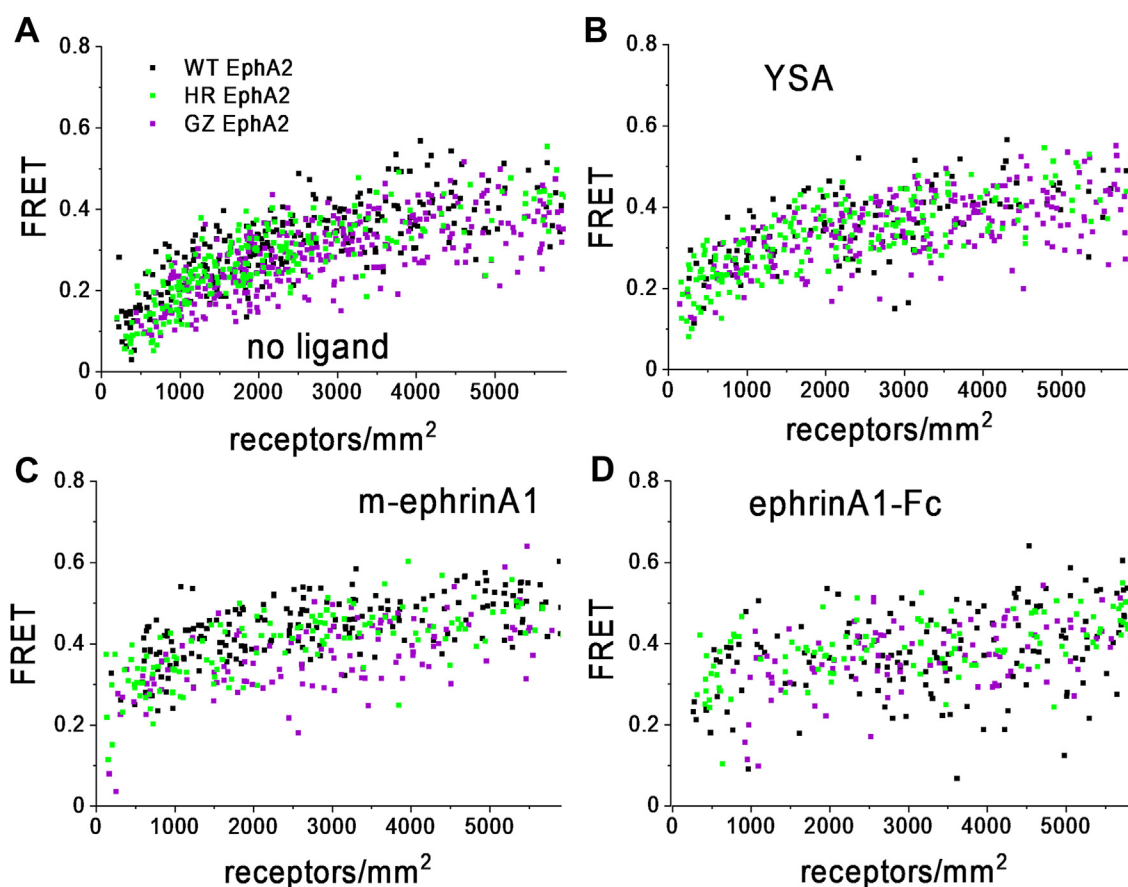 A
0.8
0.6
0.4
0.2
0
FRET
WT EphA2
HR EphA2
GZ EphA2
no ligand
1000 2000 3000 4000 5000
receptors/mm²
B
0.8
0.6
0.4
0.2
0
FRET
YSA
0 1000 2000 3000 4000 5000
receptors/mm²
C
0.8
0.6
0.4
0.2
0
FRET
m-ephrinA1
0 1000 2000 3000 4000 5000
receptors/mm²
D
0.8
0.6
0.4
0.2
0
FRET
ephrinA1-Fc
0 1000 2000 3000 4000 5000
receptors/mm²